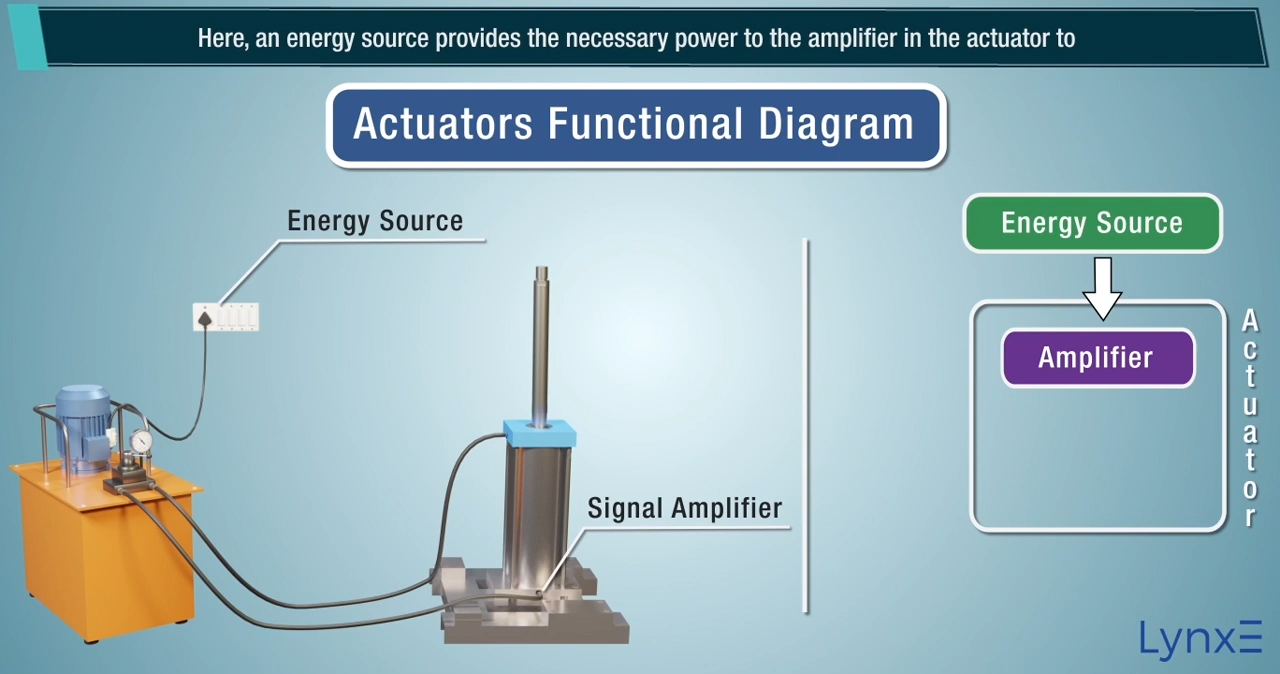 Here, an energy source provides the necessary power to the amplifier in the actuator to
Actuators Functional Diagram
Energy Source
Signal Amplifier
Energy Source
Amplifier
Actuator
Lynx